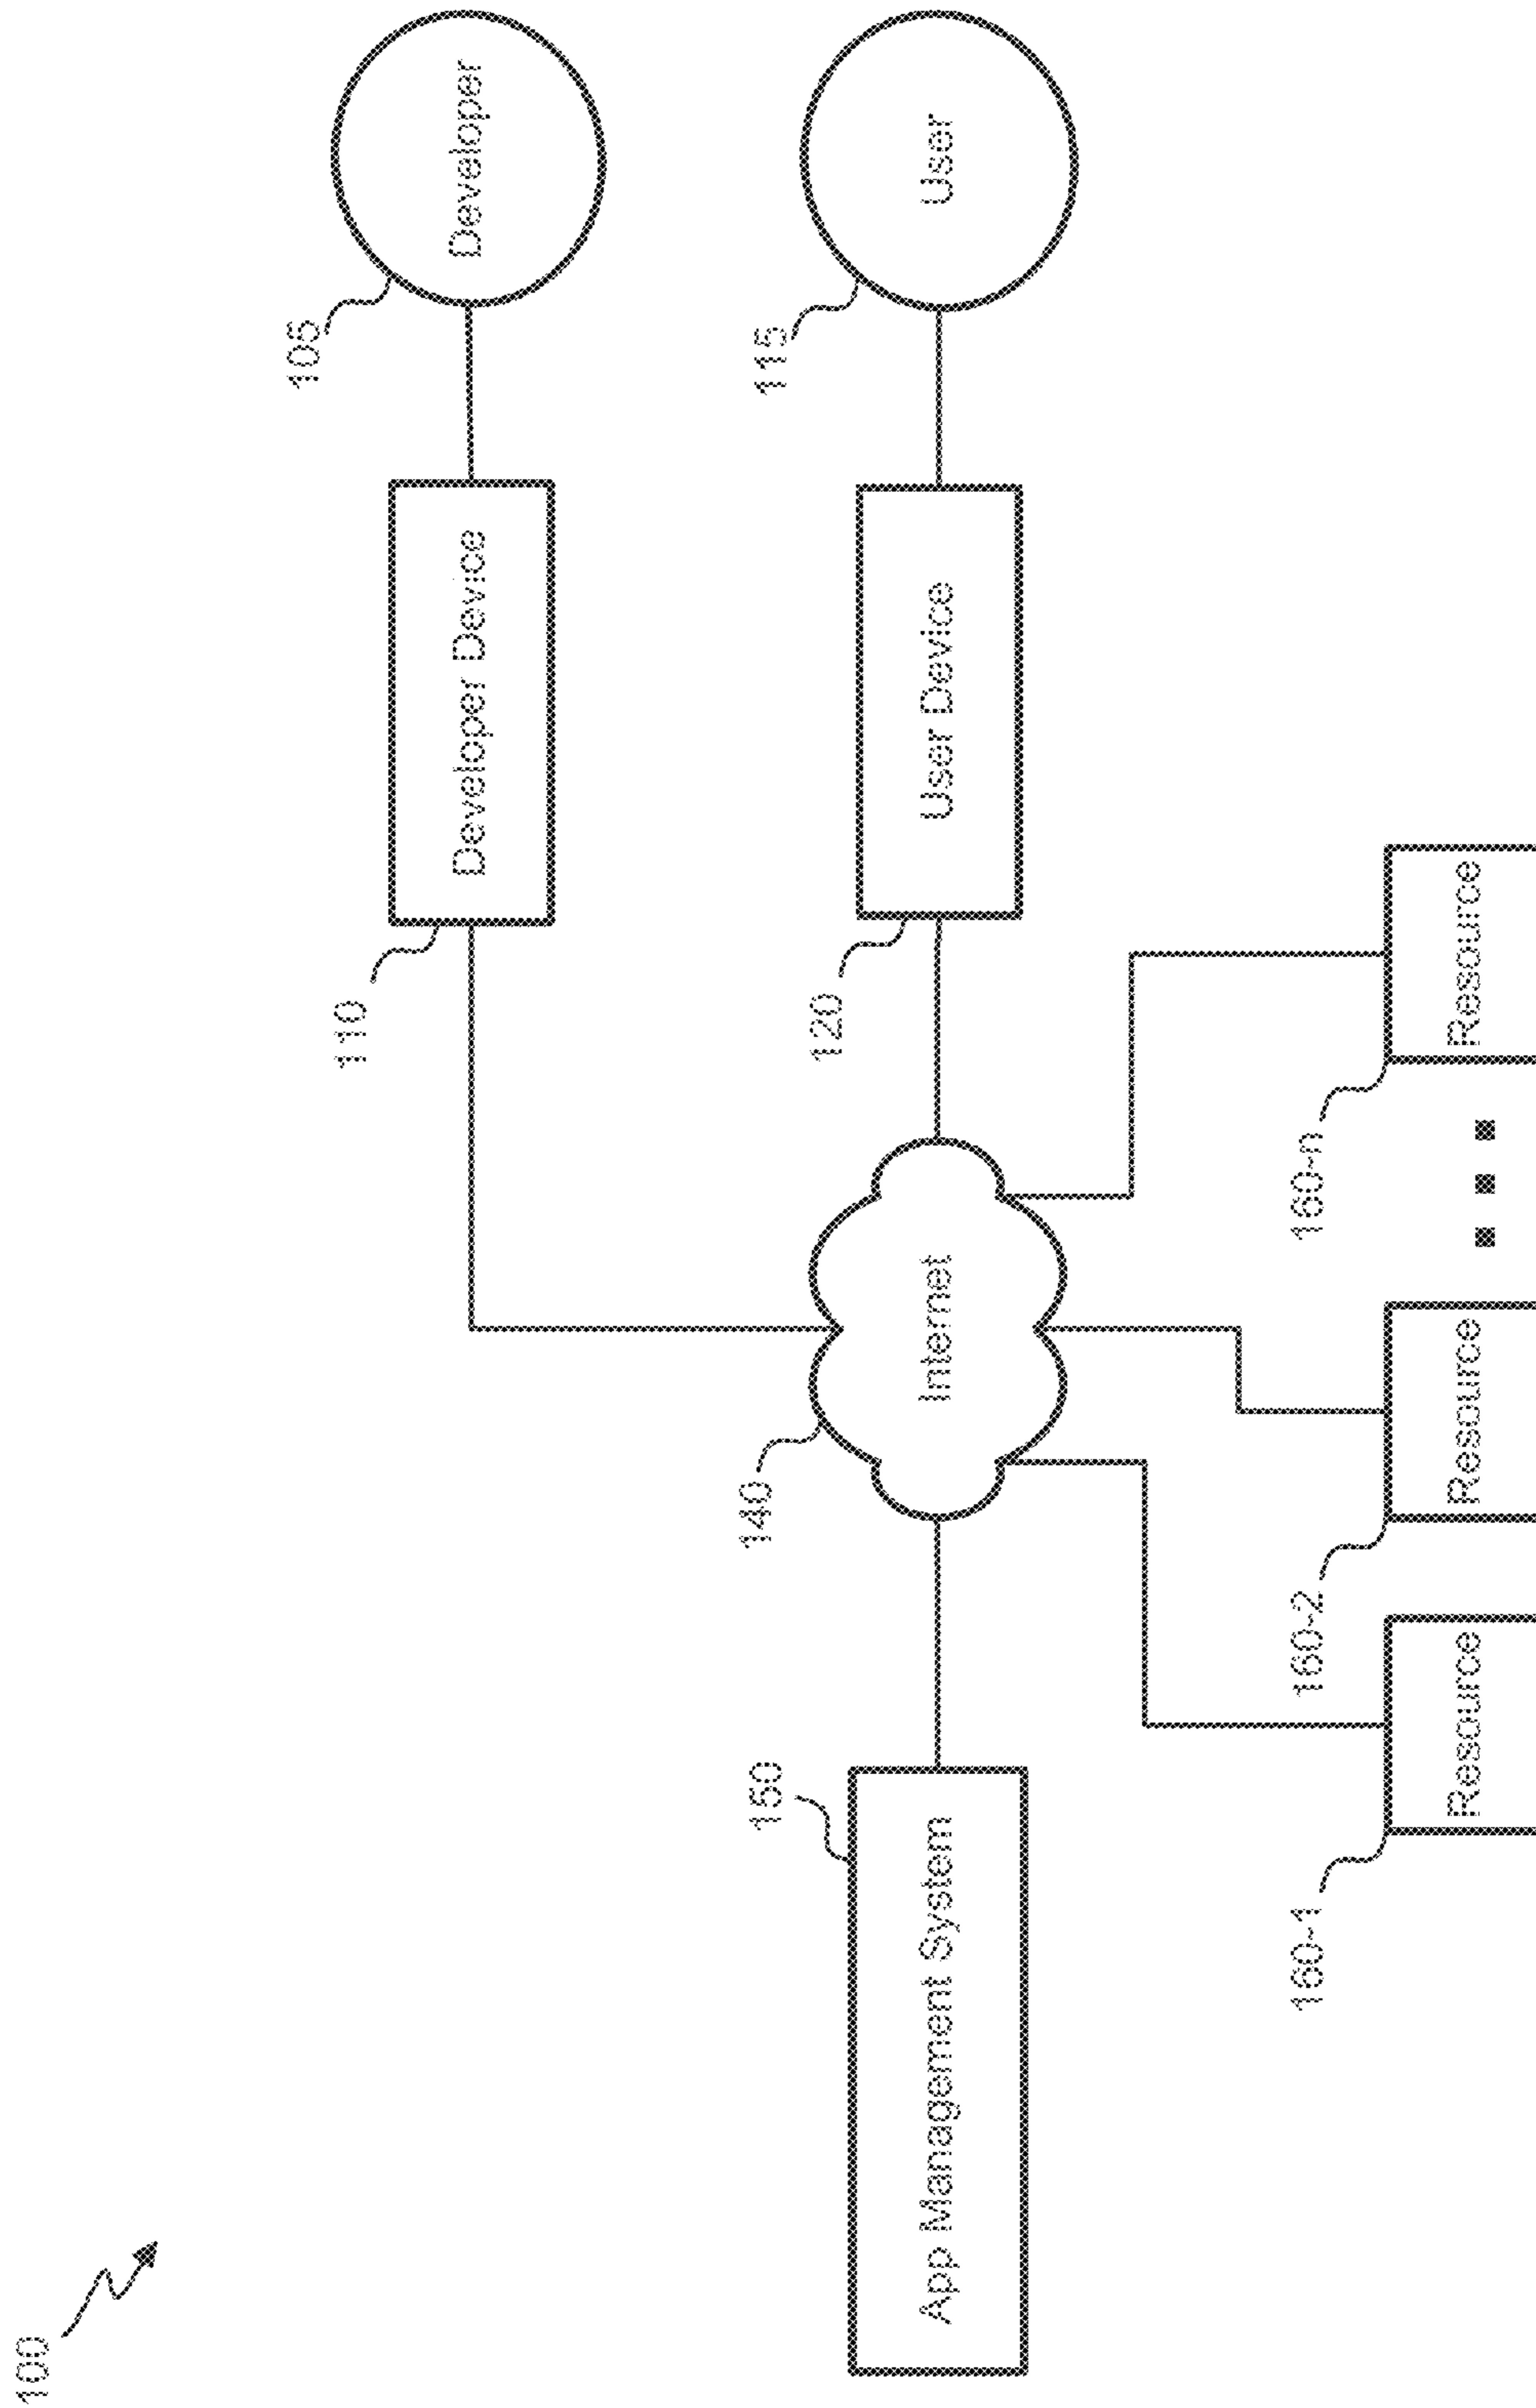 100
105
Developer
110
Developer Device
115
User
120
User Device
140
Internet
150
App Management System
160-1
Resource
160-2
Resource
160-n
Resource